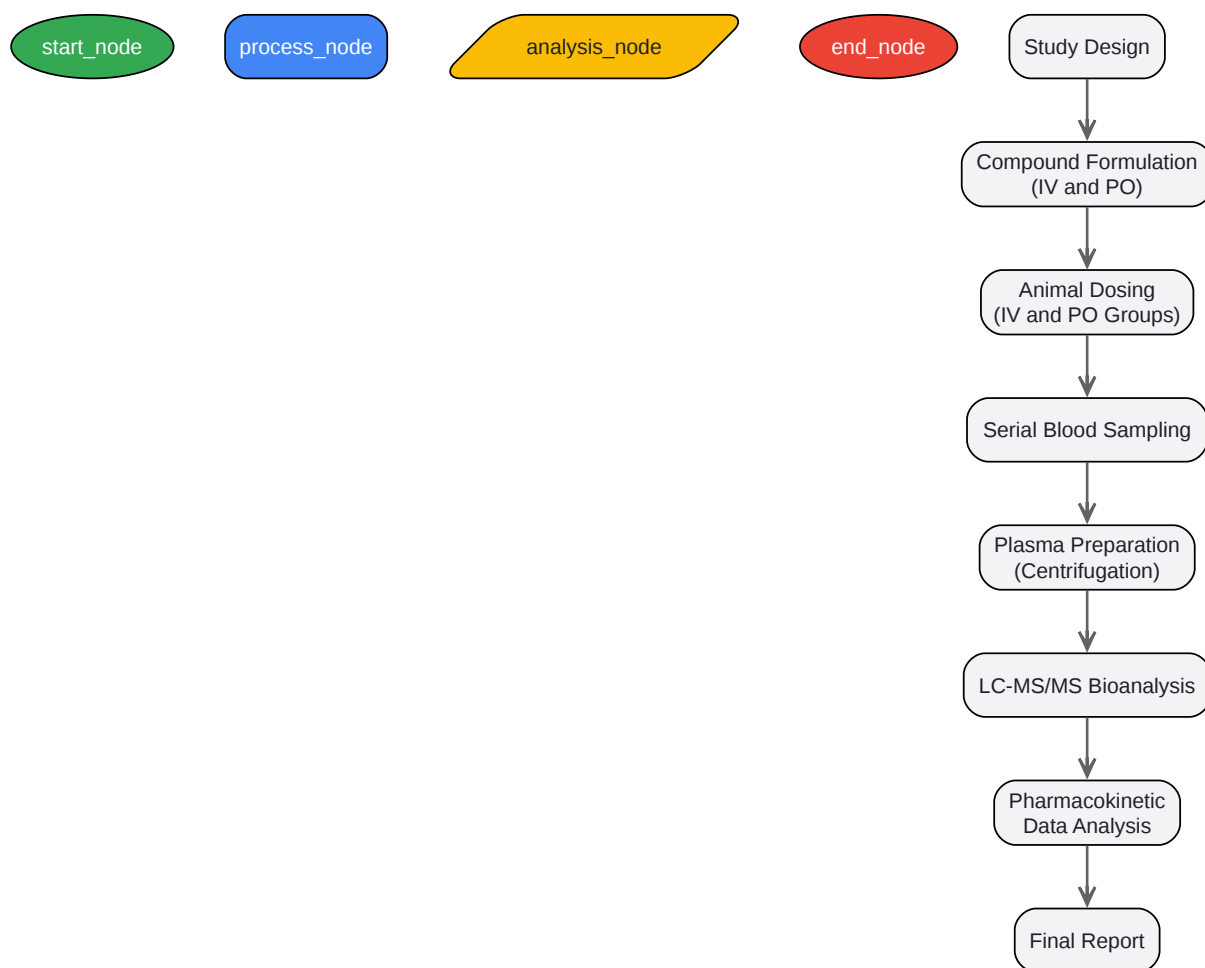 start_node
process_node
analysis_node
end_node
Study Design
Compound Formulation
(IV and PO)
Animal Dosing
(IV and PO Groups)
Serial Blood Sampling
Plasma Preparation
(Centrifugation)
LC-MS/MS Bioanalysis
Pharmacokinetic
Data Analysis
Final Report